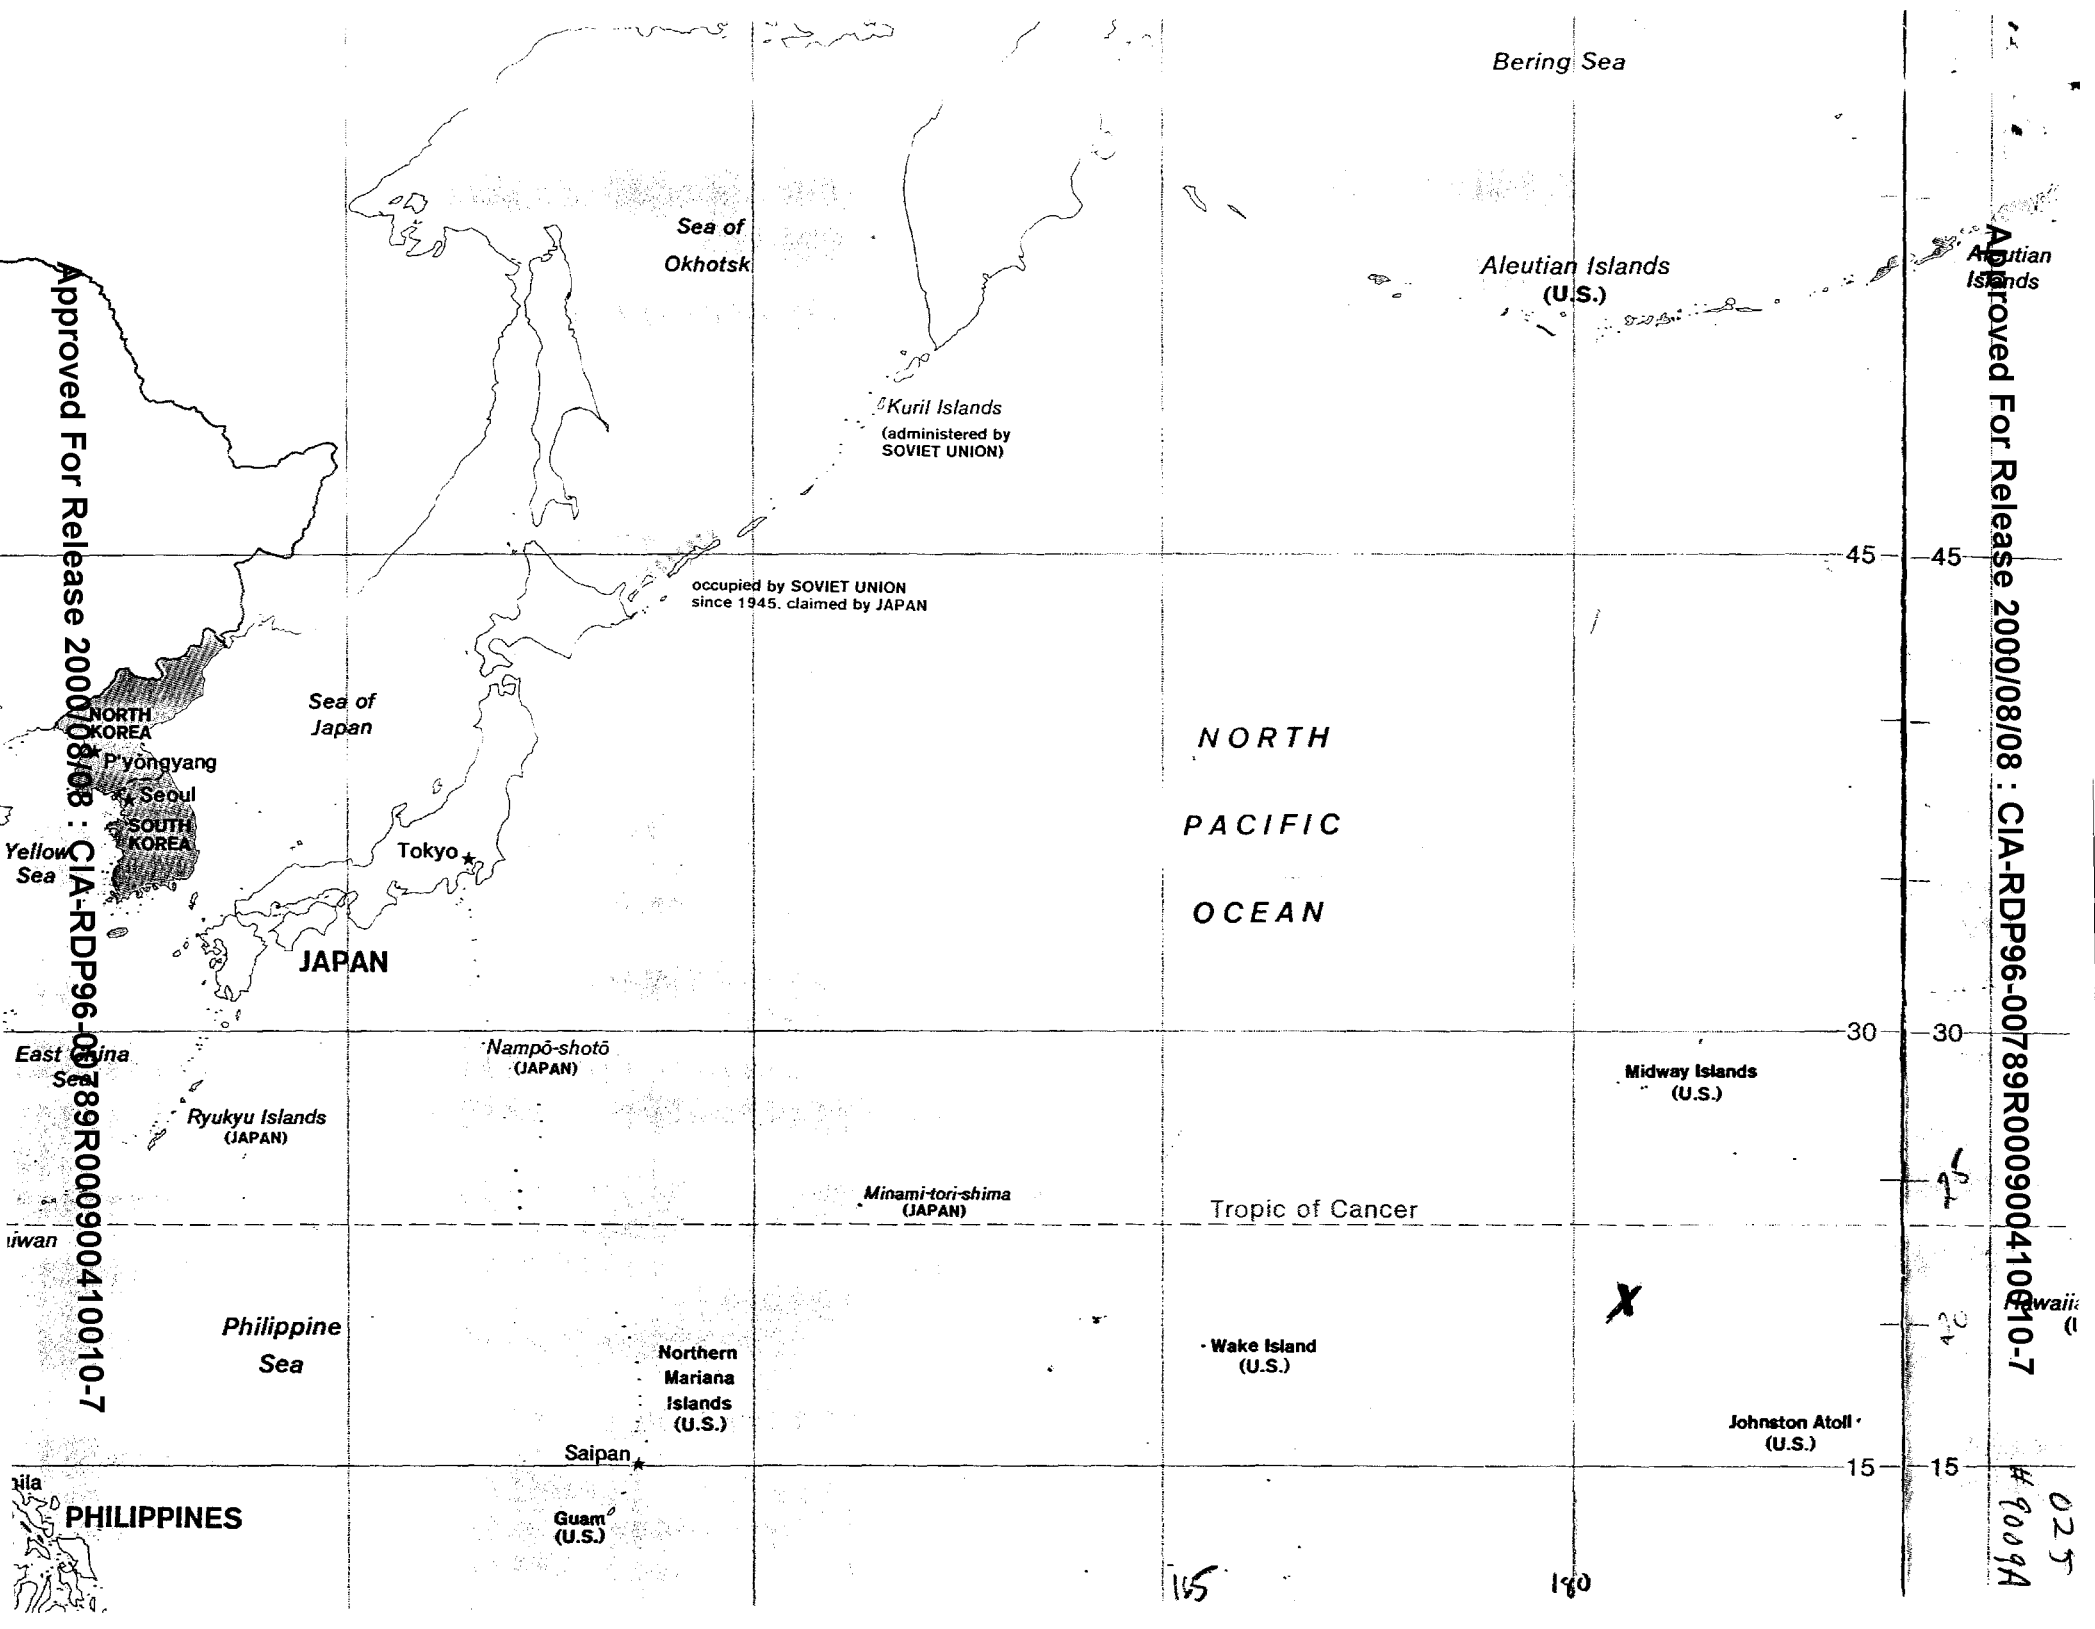 Bering Sea
Sea of
Okhotsk
Aleutian Islands
(U.S.)
Aleutian
Islands
Kuril Islands
(administered by
SOVIET UNION)
45
45
occupied by SOVIET UNION
since 1945. claimed by JAPAN
NORTH
KOREA
P'yŏngyang
Seoul
SOUTH
KOREA
Yellow
Sea
Sea of
Japan
Tokyo
JAPAN
NORTH
PACIFIC
OCEAN
30
30
East China
Sea
Nampō-shotō
(JAPAN)
Ryukyu Islands
(JAPAN)
Midway Islands
(U.S.)
Minami-tori-shima
(JAPAN)
Tropic of Cancer
25
X
20
Philippine
Sea
Northern
Mariana
Islands
(U.S.)
Wake Island
(U.S.)
Johnston Atoll
(U.S.)
Saipan
15
15
PHILIPPINES
Guam
(U.S.)
165
180
025
# 9009A
Approved For Release 2000/08/08 : CIA-RDP96-00789R000900410010-7
Approved For Release 2000/08/08 : CIA-RDP96-00789R000900410010-7